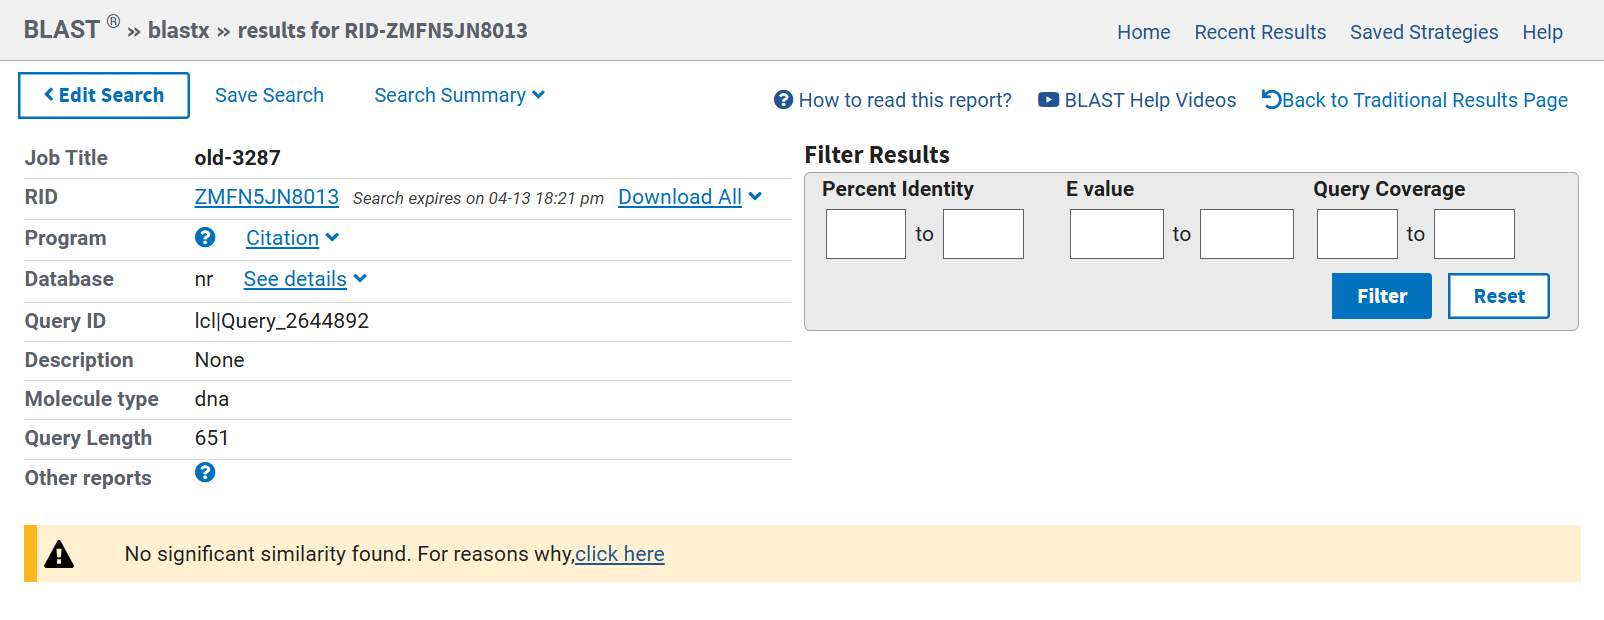 BLAST ® » blastx » results for RID-ZMFN5JN8013
Home Recent Results Saved Strategies Help
Edit Search Save Search Search Summary
How to read this report? BLAST Help Videos Back to Traditional Results Page
Job Title old-3287
RID ZMFN5JN8013 Search expires on 04-13 18:21 pm Download All
Program Citation
Database nr See details
Query ID lcl|Query_2644892
Description None
Molecule type dna
Query Length 651
Other reports
Filter Results
Percent Identity E value Query Coverage
to to to
Filter Reset
No significant similarity found. For reasons why,click here